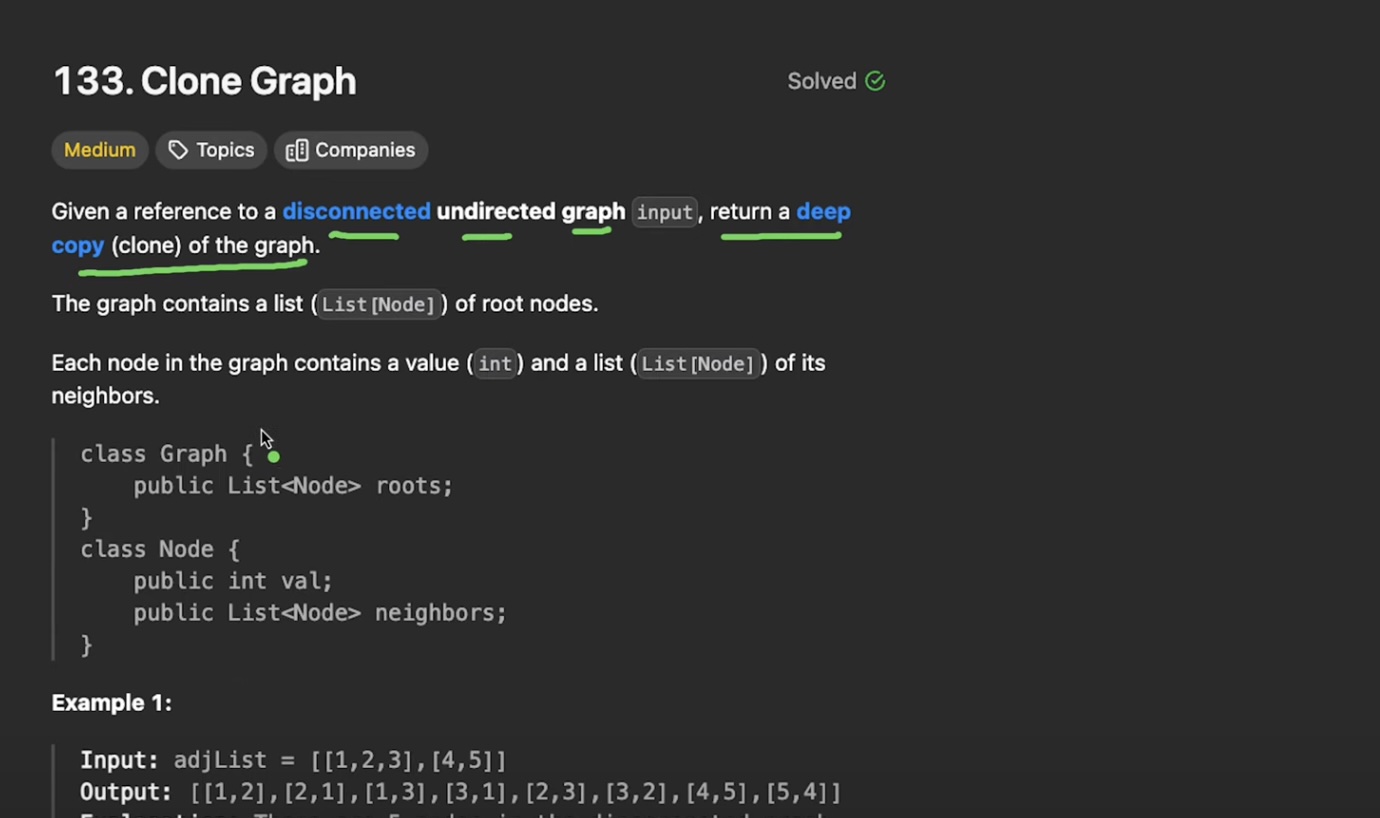 133. Clone Graph
Solved
Medium
Topics
Companies
Given a reference to a disconnected undirected graph input, return a deep
copy (clone) of the graph.
The graph contains a list (List[Node]) of root nodes.
Each node in the graph contains a value (int) and a list (List[Node]) of its
neighbors.
class Graph {
public List<Node> roots;
}
class Node {
public int val;
public List<Node> neighbors;
}
Example 1:
Input: adjList = [[1,2,3],[4,5]]
Output: [[1,2],[2,1],[1,3],[3,1],[2,3],[3,2],[4,5],[5,4]]